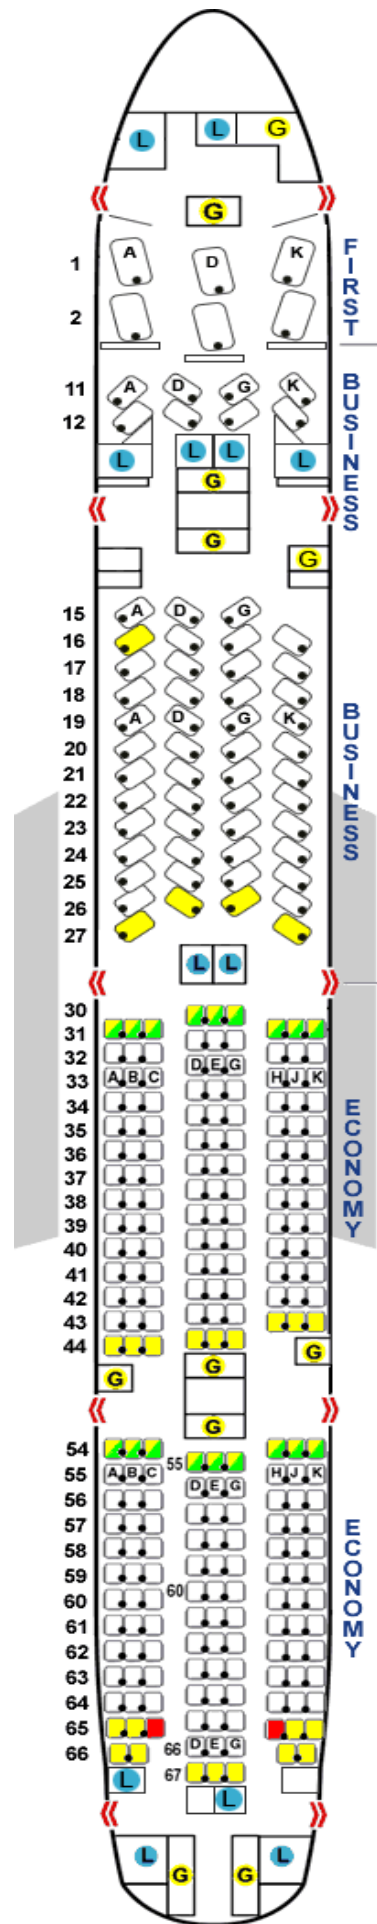 L L G
G
A D K
1
2
FIRST
11 A D G K
12
L L L L
G
G
BUSINESS
G
15 A D G
16
17
18
19 A D G K
20
21
22
23
24
25
26
27
BUSINESS
L L
30
31
32
33 A B C D E G H J K
34
35
36
37
38
39
40
41
42
43
44
ECONOMY
G G G
G
54
55 A B C 55 H J K
D E G
56
57
58
59
60 60
61
62
63
64
65
66 66 D E G
67
ECONOMY
L L
L G G L